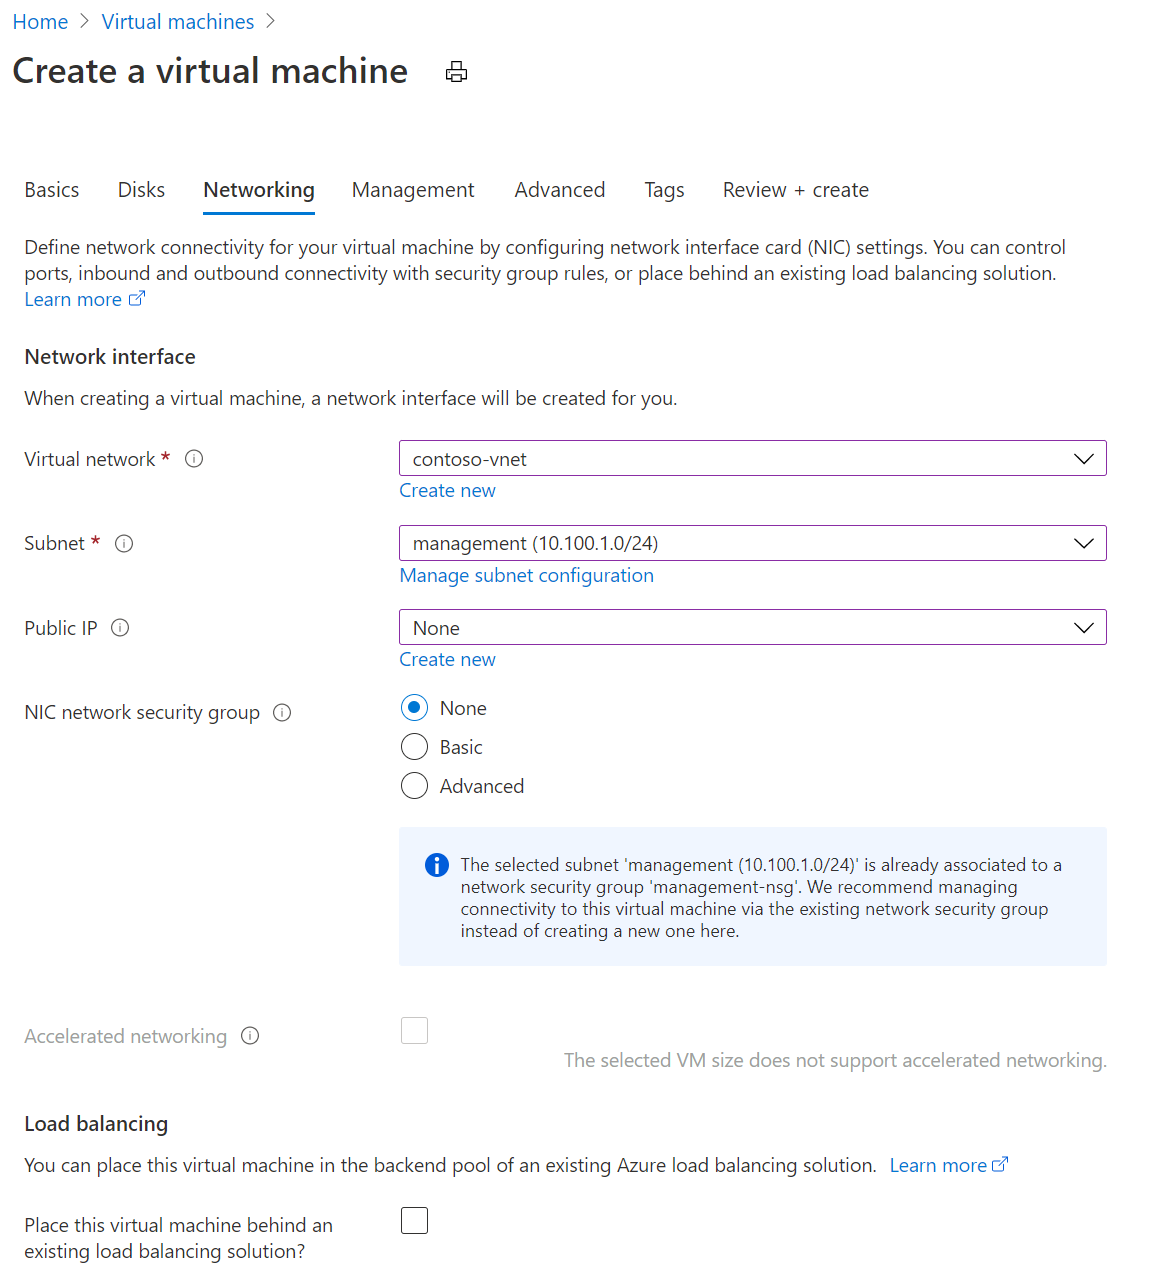 Home > Virtual machines >
Create a virtual machine
Basics Disks Networking Management Advanced Tags Review + create
Define network connectivity for your virtual machine by configuring network interface card (NIC) settings. You can control
ports, inbound and outbound connectivity with security group rules, or place behind an existing load balancing solution.
Learn more
Network interface
When creating a virtual machine, a network interface will be created for you.
Virtual network * contoso-vnet
Create new
Subnet * management (10.100.1.0/24)
Manage subnet configuration
Public IP None
Create new
NIC network security group None
Basic
Advanced
The selected subnet 'management (10.100.1.0/24)' is already associated to a
network security group 'management-nsg'. We recommend managing
connectivity to this virtual machine via the existing network security group
instead of creating a new one here.
Accelerated networking
The selected VM size does not support accelerated networking.
Load balancing
You can place this virtual machine in the backend pool of an existing Azure load balancing solution. Learn more
Place this virtual machine behind an
existing load balancing solution?